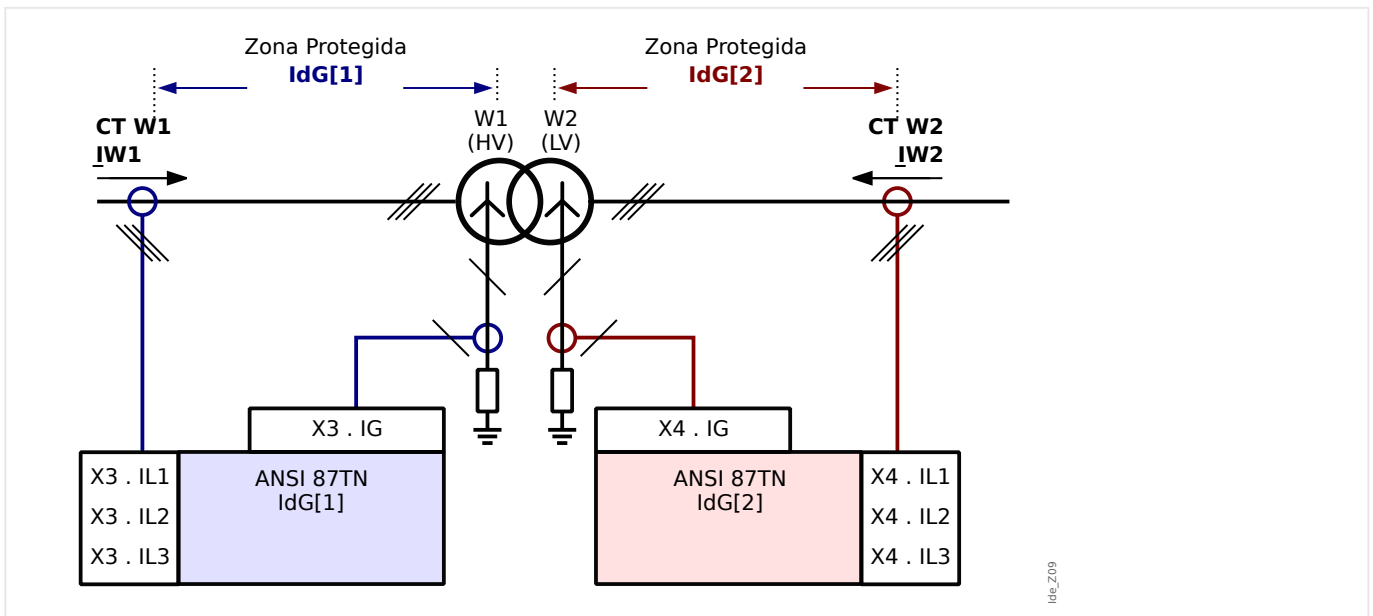 Zona Protegida
IdG[1]
Zona Protegida
IdG[2]
CT W1
IW1
W1
(HV)
W2
(LV)
CT W2
IW2
X3 . IG
X4 . IG
X3 . IL1
X3 . IL2
X3 . IL3
ANSI 87TN
IdG[1]
ANSI 87TN
IdG[2]
X4 . IL1
X4 . IL2
X4 . IL3
Ide_Z09